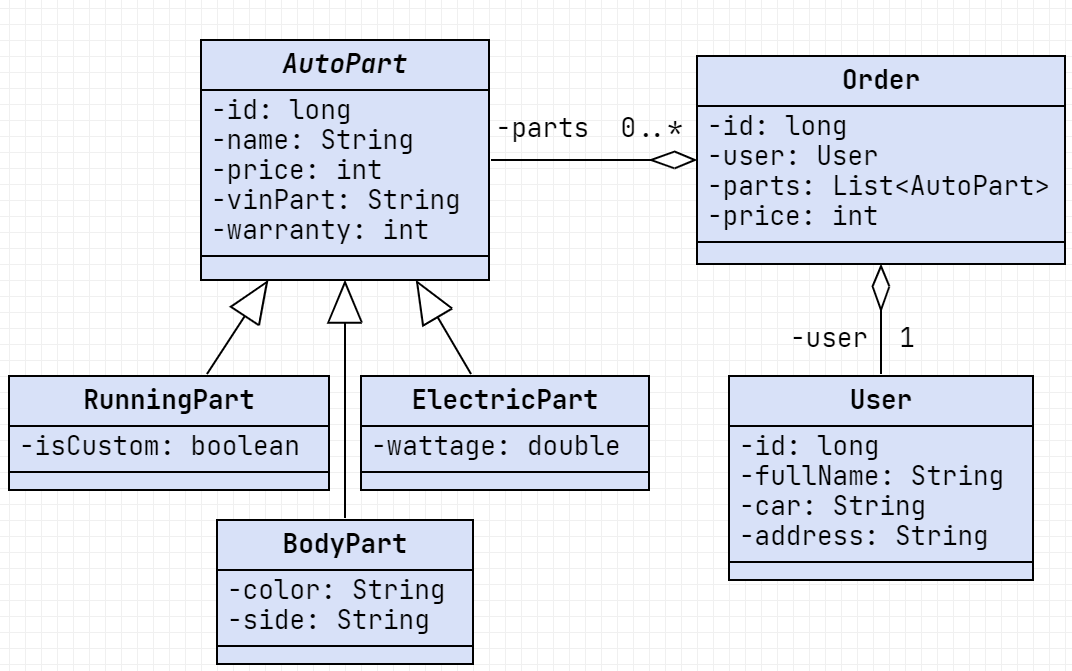 AutoPart
-id: long
-name: String
-price: int
-vinPart: String
-warranty: int
-parts 0..*
Order
-id: long
-user: User
-parts: List<AutoPart>
-price: int
-user 1
RunningPart
-isCustom: boolean
ElectricPart
-wattage: double
User
-id: long
-fullName: String
-car: String
-address: String
BodyPart
-color: String
-side: String